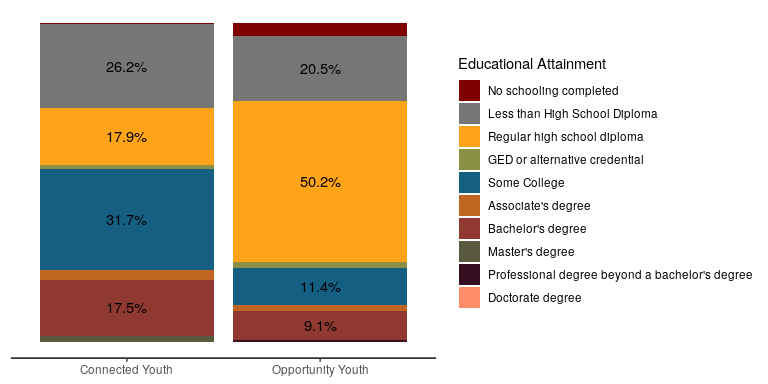 26.2%
20.5%
17.9%
50.2%
31.7%
11.4%
17.5%
9.1%
Connected Youth
Opportunity Youth
Educational Attainment
No schooling completed
Less than High School Diploma
Regular high school diploma
GED or alternative credential
Some College
Associate's degree
Bachelor's degree
Master's degree
Professional degree beyond a bachelor's degree
Doctorate degree